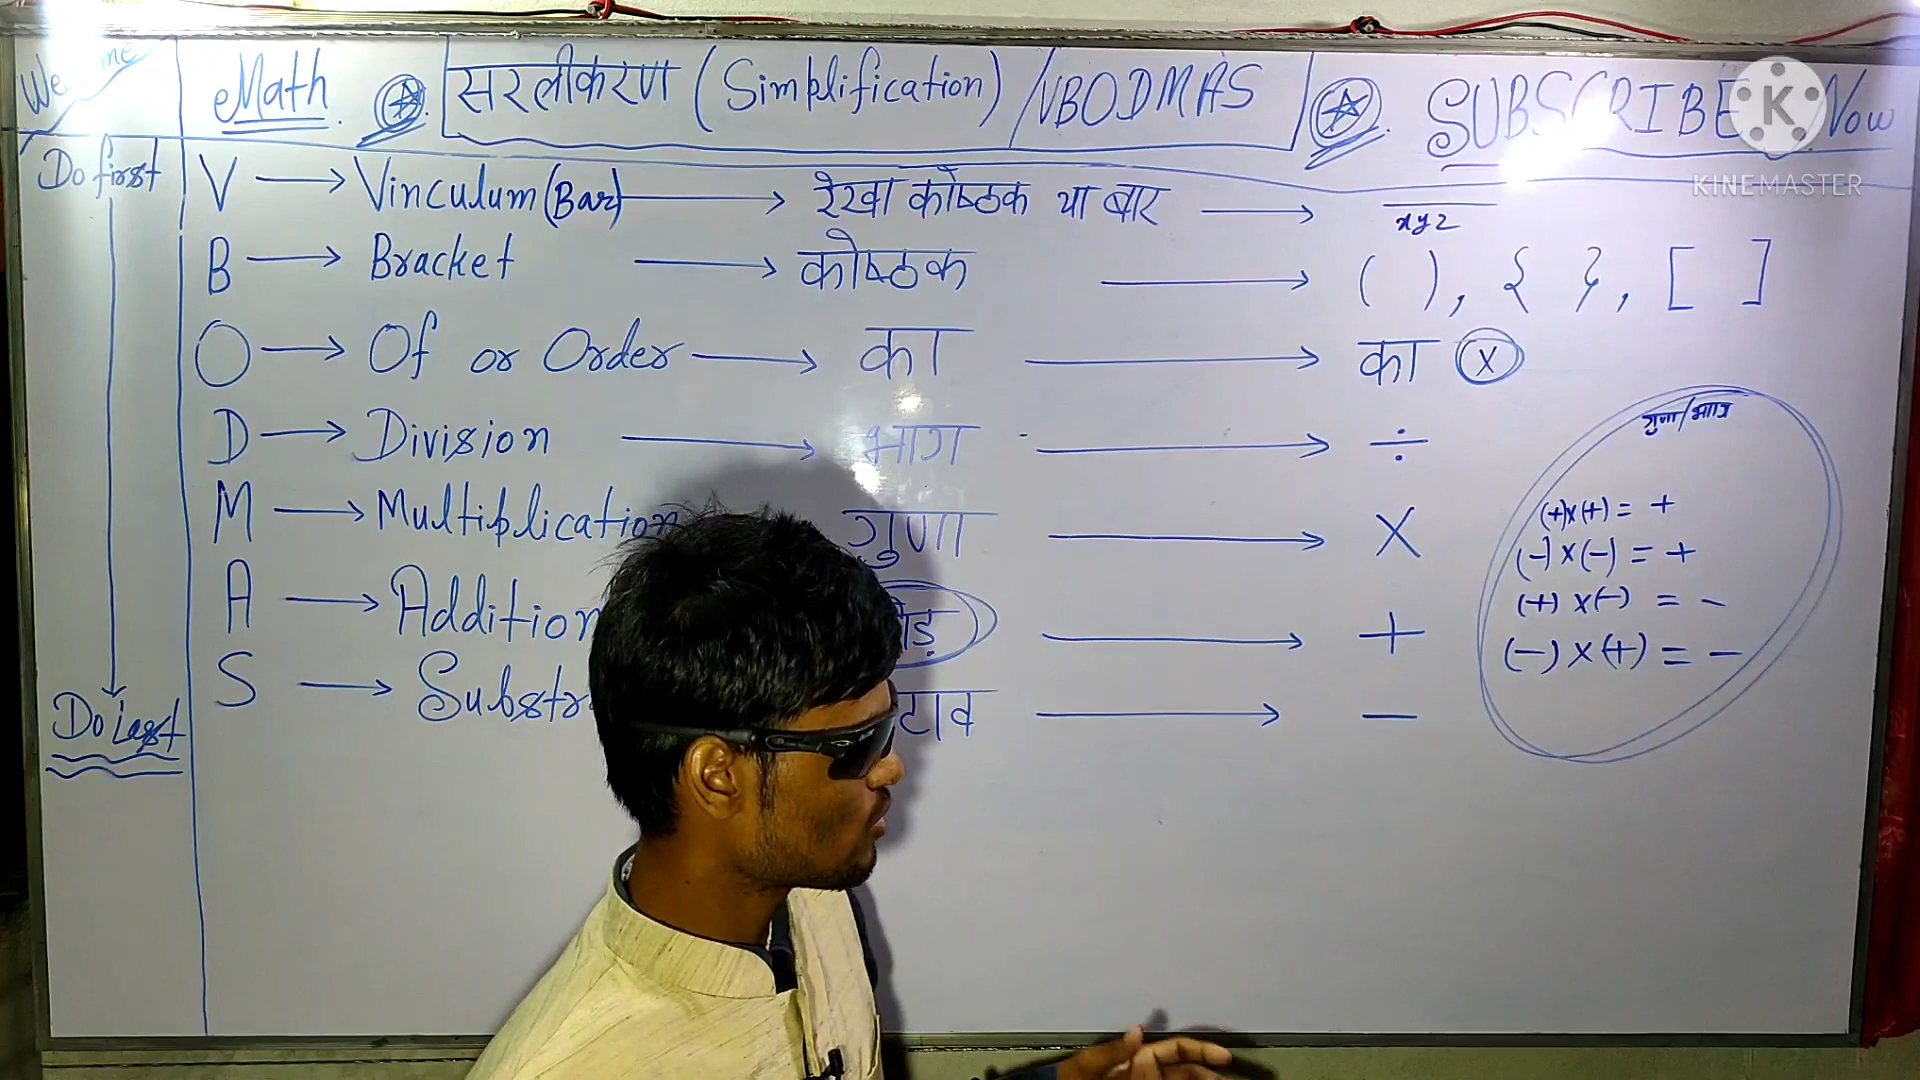 Math सरलीकरण (Simplification) /VBODMAS SUBSCRIBE Now
KINEMASTER
Do first
V → Vinculum (Bar) → रेखा कोष्ठक या बार → xyz
B → Bracket → कोष्ठक → ( ), { }, [ ]
O → Of or Order → का → का ×
D → Division → भाग → ÷
M → Multiplication गुणा → ×
A → Addition → +
S → → −
Do Last
गुणा/भाग
(+)×(+) = +
(−)×(−) = +
(+)×(−) = −
(−)×(+) = −